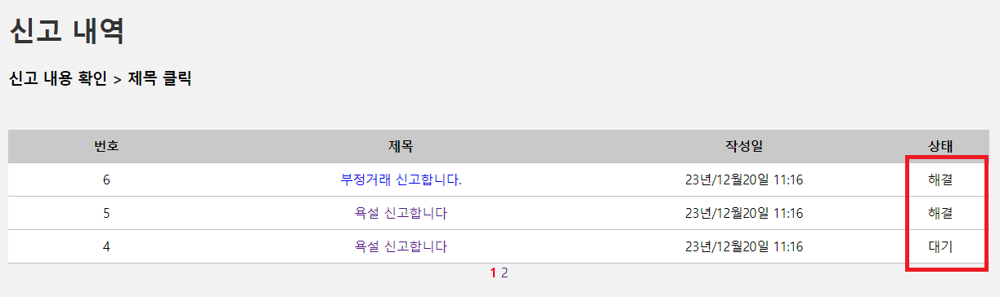 신고 내역
신고 내용 확인 > 제목 클릭
번호 제목 작성일 상태
6 부정거래 신고합니다. 23년/12월20일 11:16 해결
5 욕설 신고합니다 23년/12월20일 11:16 해결
4 욕설 신고합니다 23년/12월20일 11:16 대기
1 2